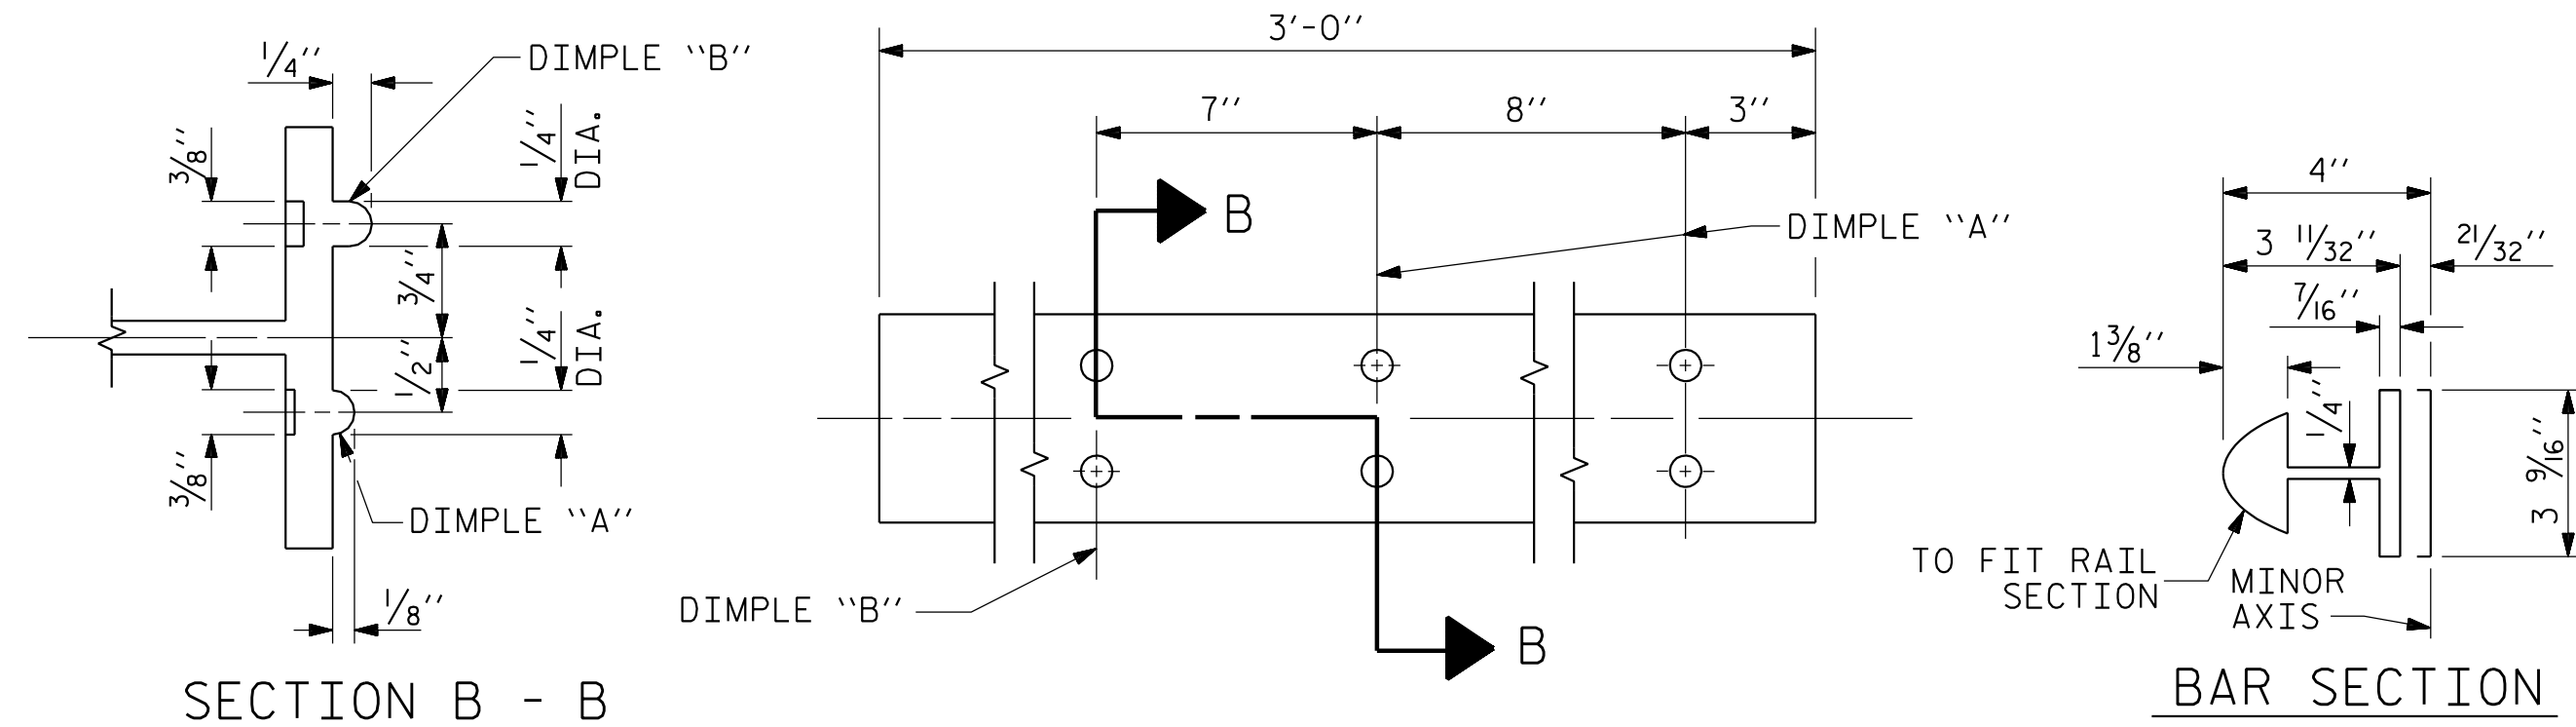 1/4''
DIMPLE ``B''
3/8''
1/4''
DIA.
3/4''
1/2''
1/4''
DIA.
3/8''
DIMPLE ``A''
1/8''
SECTION B - B
3'-0''
7''
8''
3''
B
DIMPLE ``A''
DIMPLE ``B''
B
4''
3 11/32''
21/32''
7/16''
1 3/8''
1/4''
3 9/16''
TO FIT RAIL
SECTION
MINOR
AXIS
BAR SECTION